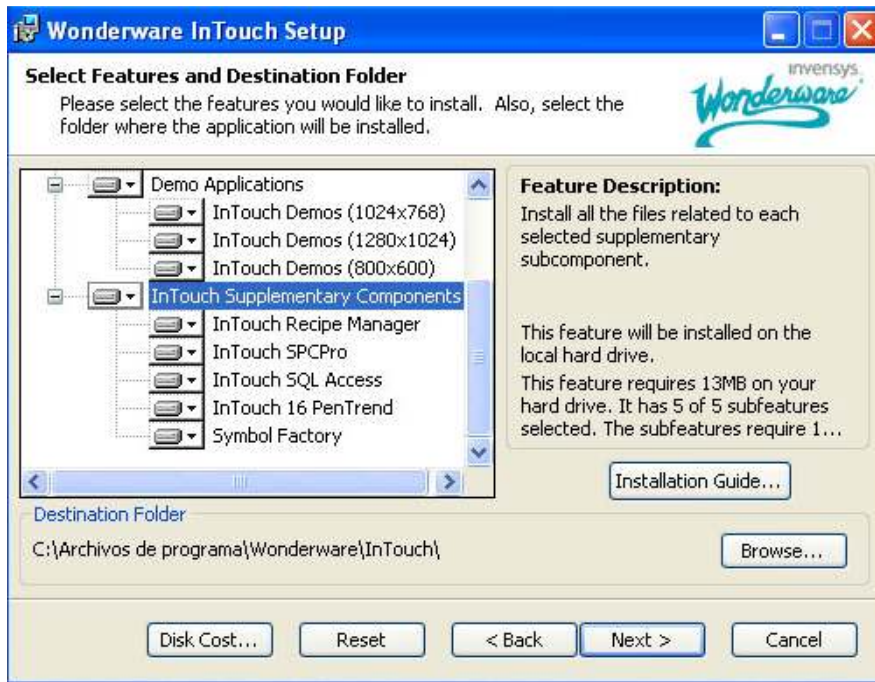 Wonderware InTouch Setup
Select Features and Destination Folder
Please select the features you would like to install. Also, select the
folder where the application will be installed.
invensys
Wonderware
Demo Applications
InTouch Demos (1024x768)
InTouch Demos (1280x1024)
InTouch Demos (800x600)
InTouch Supplementary Components
InTouch Recipe Manager
InTouch SPCPro
InTouch SQL Access
InTouch 16 PenTrend
Symbol Factory
Feature Description:
Install all the files related to each
selected supplementary
subcomponent.
This feature will be installed on the
local hard drive.
This feature requires 13MB on your
hard drive. It has 5 of 5 subfeatures
selected. The subfeatures require 1...
Installation Guide...
Destination Folder
C:\Archivos de programa\Wonderware\InTouch\
Browse...
Disk Cost...
Reset
< Back
Next >
Cancel